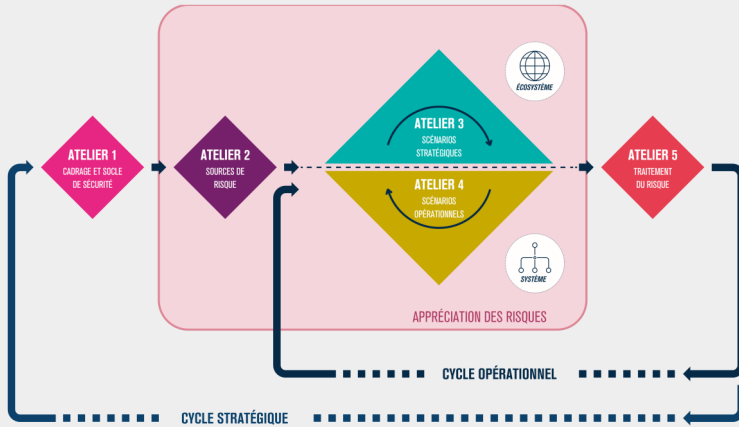 ÉCOSYSTÈME
ATELIER 1
CADRAGE ET SOCLE
DE SÉCURITÉ
ATELIER 2
SOURCES DE
RISQUE
ATELIER 3
SCÉNARIOS
STRATÉGIQUES
ATELIER 4
SCÉNARIOS
OPÉRATIONNELS
ATELIER 5
TRAITEMENT
DU RISQUE
SYSTÈME
APPRÉCIATION DES RISQUES
CYCLE OPÉRATIONNEL
CYCLE STRATÉGIQUE